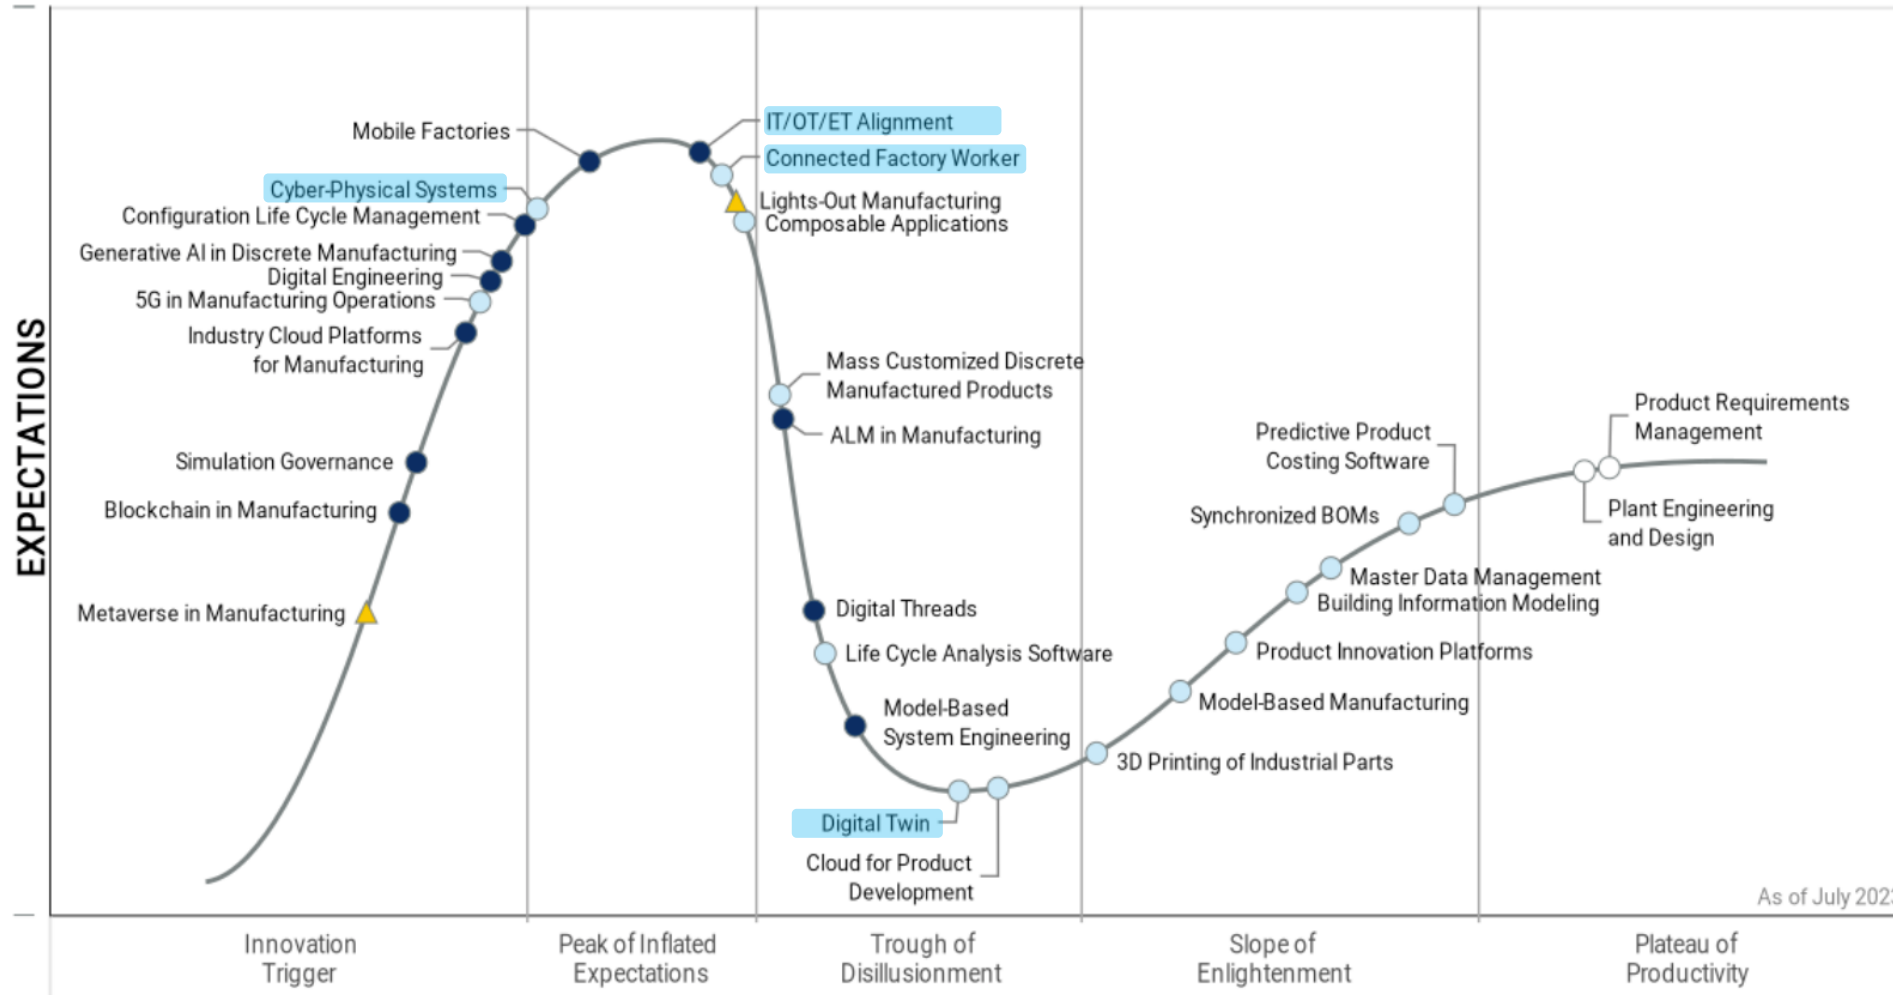 EXPECTATIONS
Mobile Factories
Cyber-Physical Systems
Configuration Life Cycle Management
Generative AI in Discrete Manufacturing
Digital Engineering
5G in Manufacturing Operations
Industry Cloud Platforms
for Manufacturing
Simulation Governance
Blockchain in Manufacturing
Metaverse in Manufacturing
IT/OT/ET Alignment
Connected Factory Worker
Lights-Out Manufacturing
Composable Applications
Mass Customized Discrete
Manufactured Products
ALM in Manufacturing
Digital Threads
Life Cycle Analysis Software
Model-Based
System Engineering
Digital Twin
Cloud for Product
Development
3D Printing of Industrial Parts
Model-Based Manufacturing
Product Innovation Platforms
Building Information Modeling
Master Data Management
Synchronized BOMs
Predictive Product
Costing Software
Product Requirements
Management
Plant Engineering
and Design
As of July 2023
Innovation
Trigger
Peak of Inflated
Expectations
Trough of
Disillusionment
Slope of
Enlightenment
Plateau of
Productivity